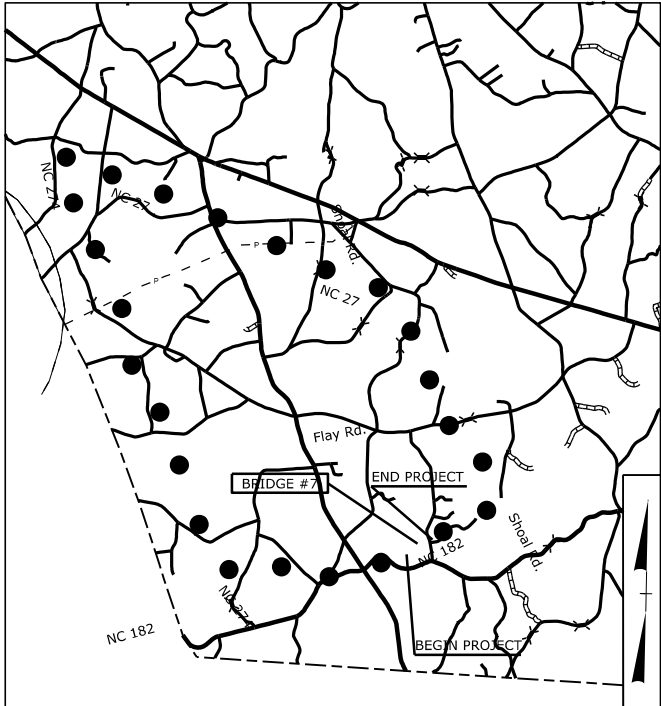 NC 27
NC 27
Shoal Rd.
NC 27
Flay Rd.
BRIDGE #7
END PROJECT
Shoal Rd.
NC 182
NC 27
NC 182
BEGIN PROJECT
P
P